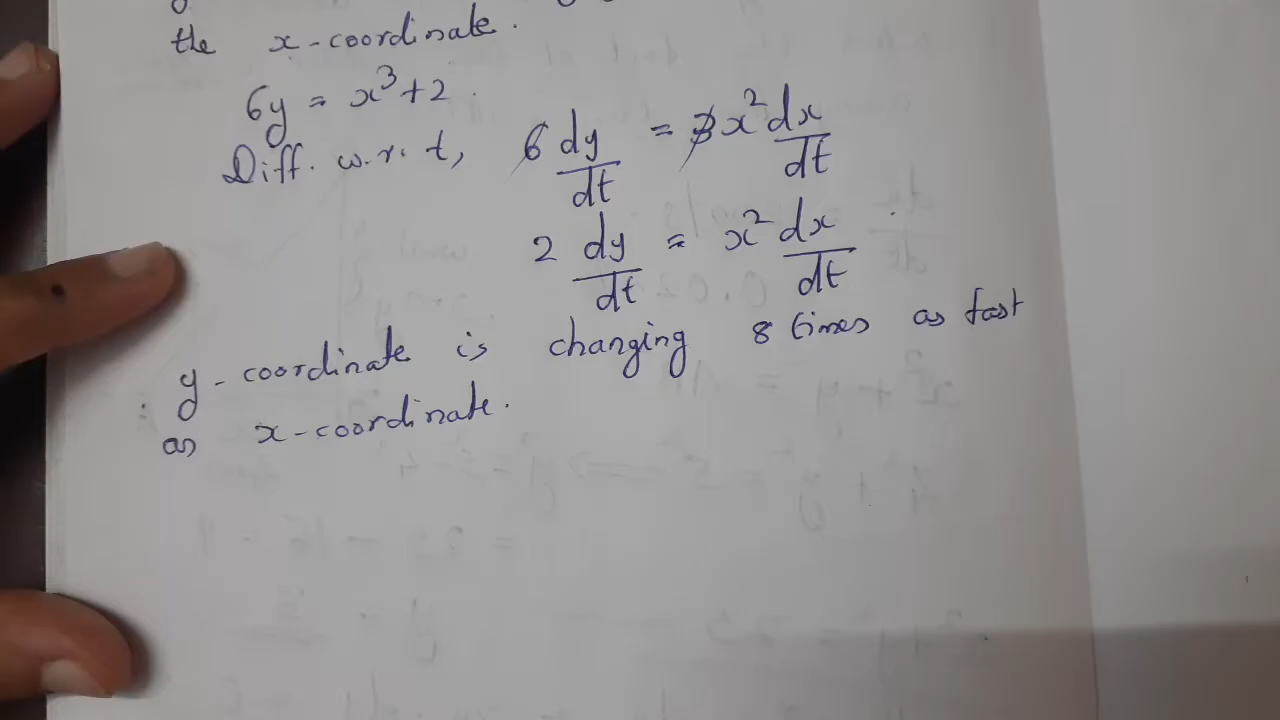 the x-coordinate.
6y = x³+2.
Diff. w.r. t, 6 dy/dt = 3x² dx/dt
2 dy/dt = x² dx/dt
y-coordinate is changing 8 times as fast
as x-coordinate.